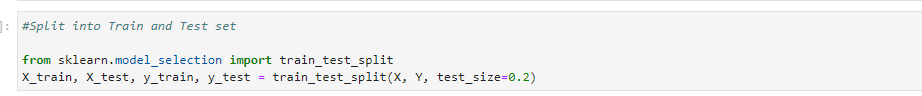 ]:
#Split into Train and Test set
from sklearn.model_selection import train_test_split
X_train, X_test, y_train, y_test = train_test_split(X, Y, test_size=0.2)